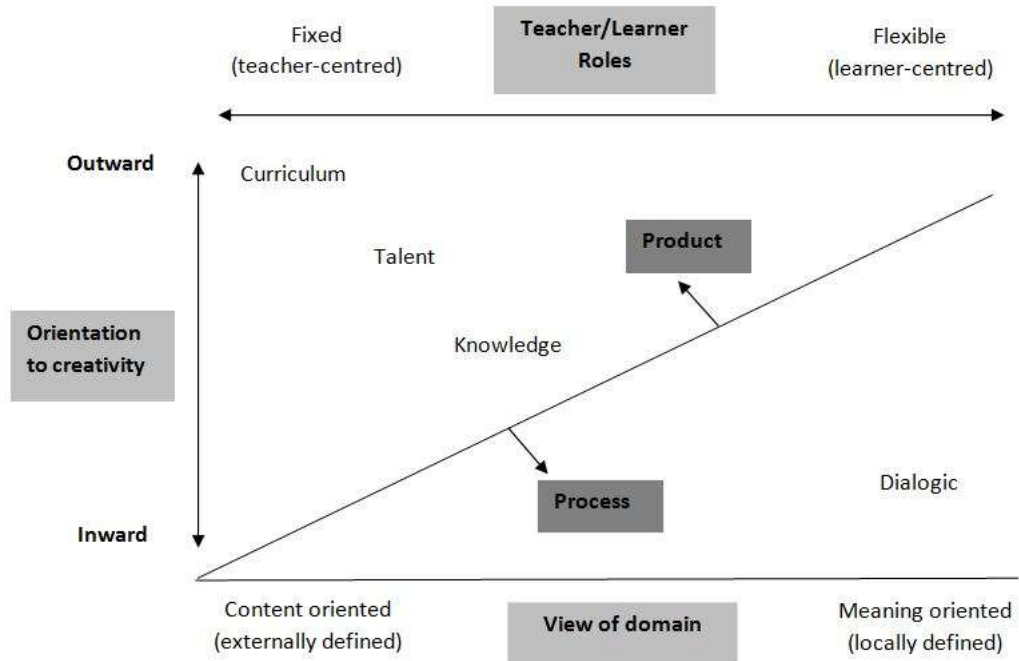 Fixed
(teacher-centred)
Teacher/Learner
Roles
Flexible
(learner-centred)
Outward
Curriculum
Talent
Product
Orientation
to creativity
Knowledge
Process
Dialogic
Inward
Content oriented
(externally defined)
View of domain
Meaning oriented
(locally defined)